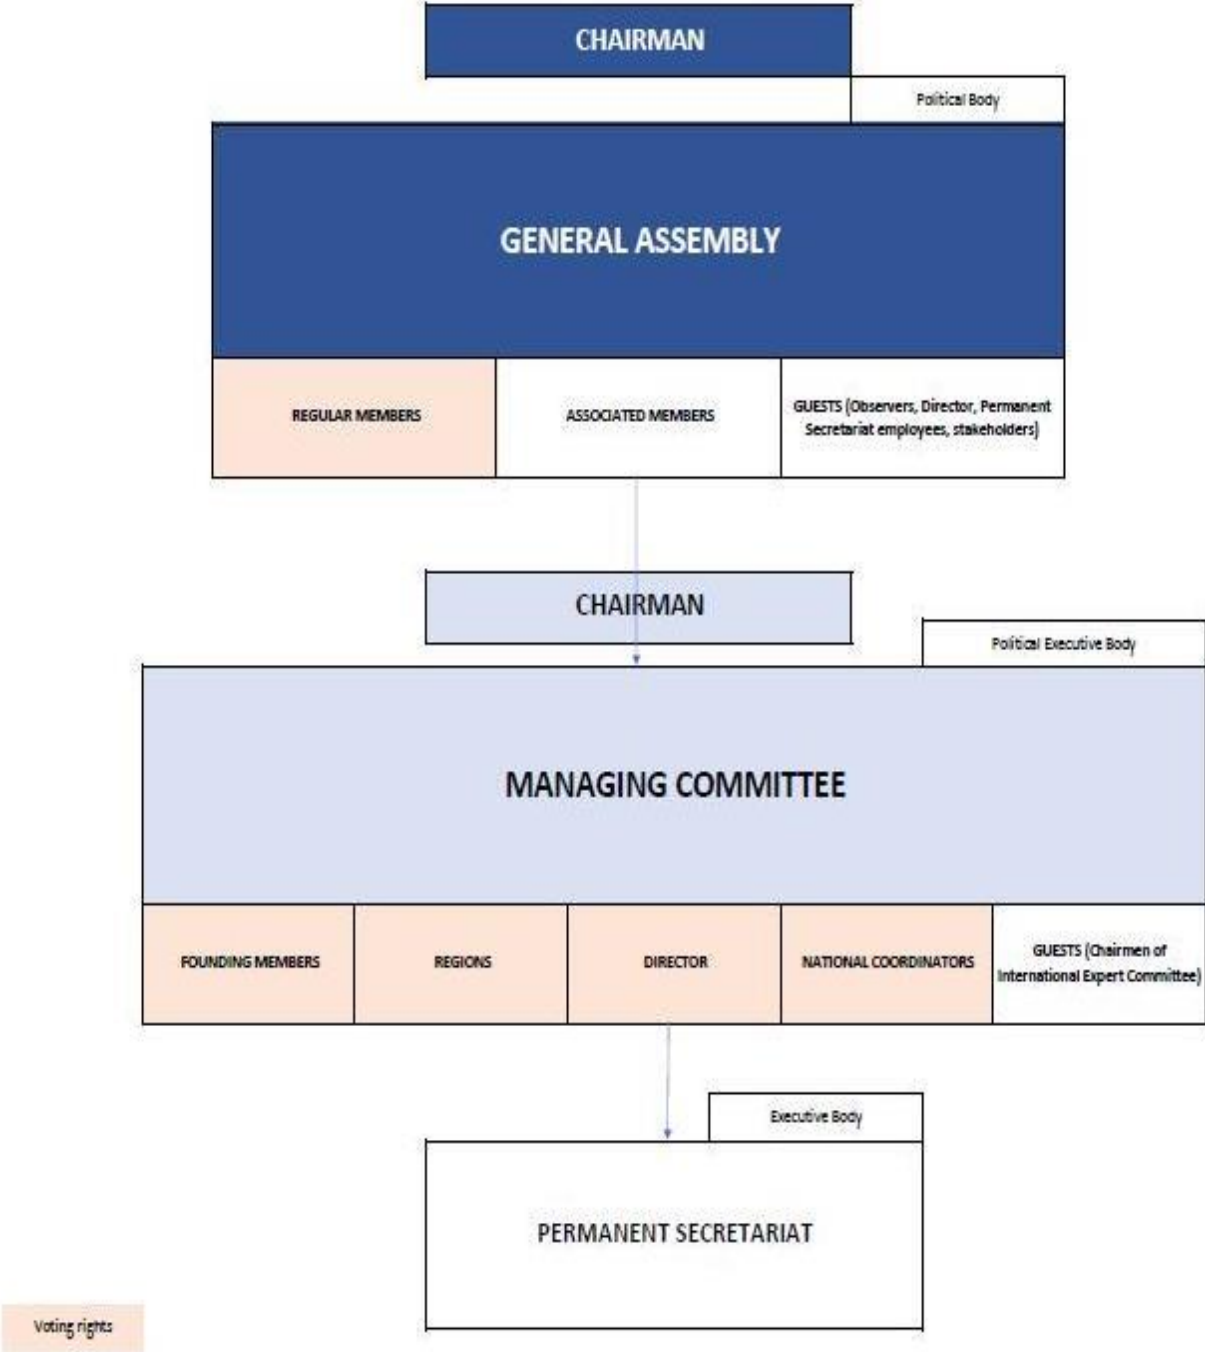 CHAIRMAN
Political Body
GENERAL ASSEMBLY
REGULAR MEMBERS
ASSOCIATED MEMBERS
GUESTS (Observers, Director, Permanent
Secretariat employees, stakeholders)
CHAIRMAN
Political Executive Body
MANAGING COMMITTEE
FOUNDING MEMBERS
REGIONS
DIRECTOR
NATIONAL COORDINATORS
GUESTS (Chairmen of
International Expert Committee)
Executive Body
PERMANENT SECRETARIAT
Voting rights